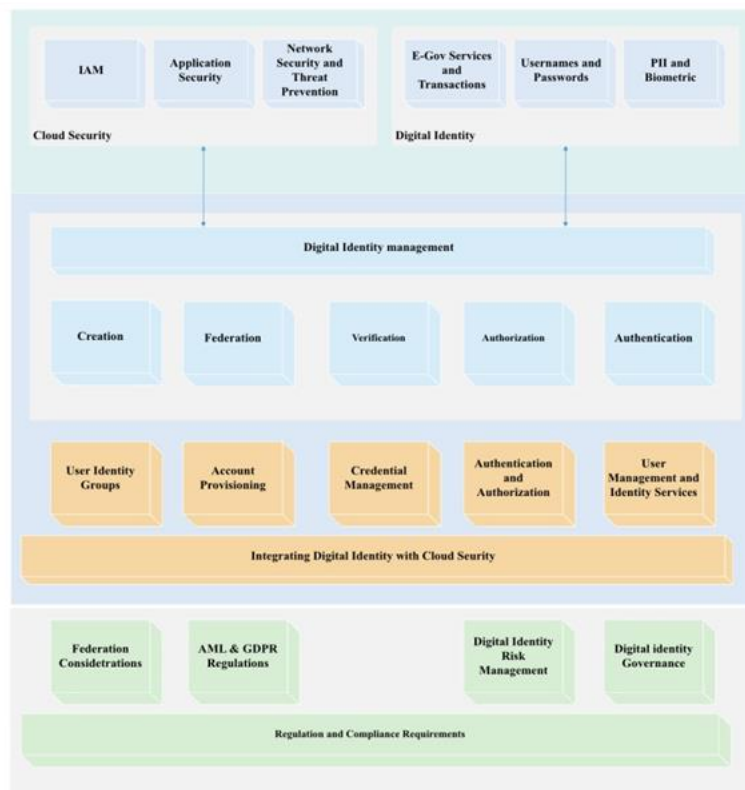 IAM
Application
Security
Network
Security and
Threat
Prevention
Cloud Security
E-Gov Services
and
Transactions
Usernames and
Passwords
PII and
Biometric
Digital Identity
Digital Identity management
Creation
Federation
Verification
Authorization
Authentication
User Identity
Groups
Account
Provisioning
Credential
Management
Authentication
and
Authorization
User
Management and
Identity Services
Integrating Digital Identity with Cloud Seurity
Federation
Considetrations
AML & GDPR
Regulations
Digital Identity
Risk
Management
Digital identity
Governance
Regulation and Compliance Requirements